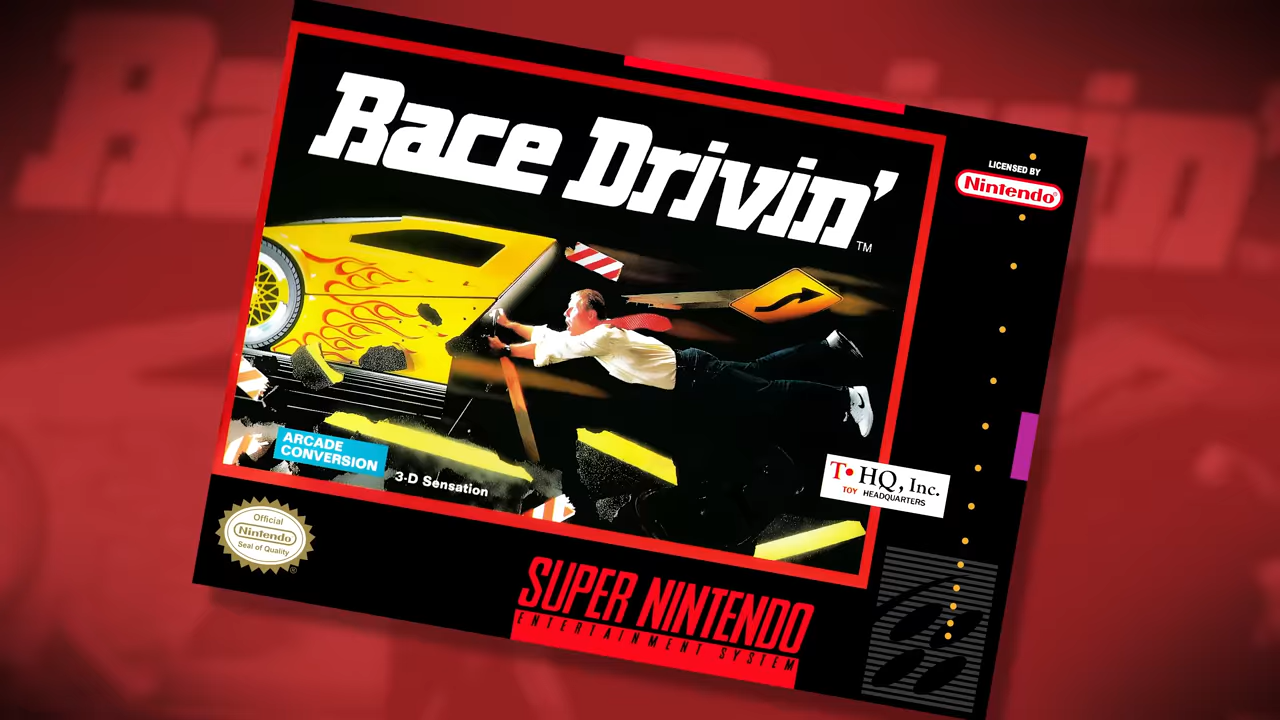 Race Drivin'
TM
LICENSED BY
Nintendo®
ARCADE
CONVERSION
3-D Sensation
T•HQ, Inc.
TOY HEADQUARTERS
Official
Nintendo
Seal of Quality
®
SUPER NINTENDO
ENTERTAINMENT SYSTEM